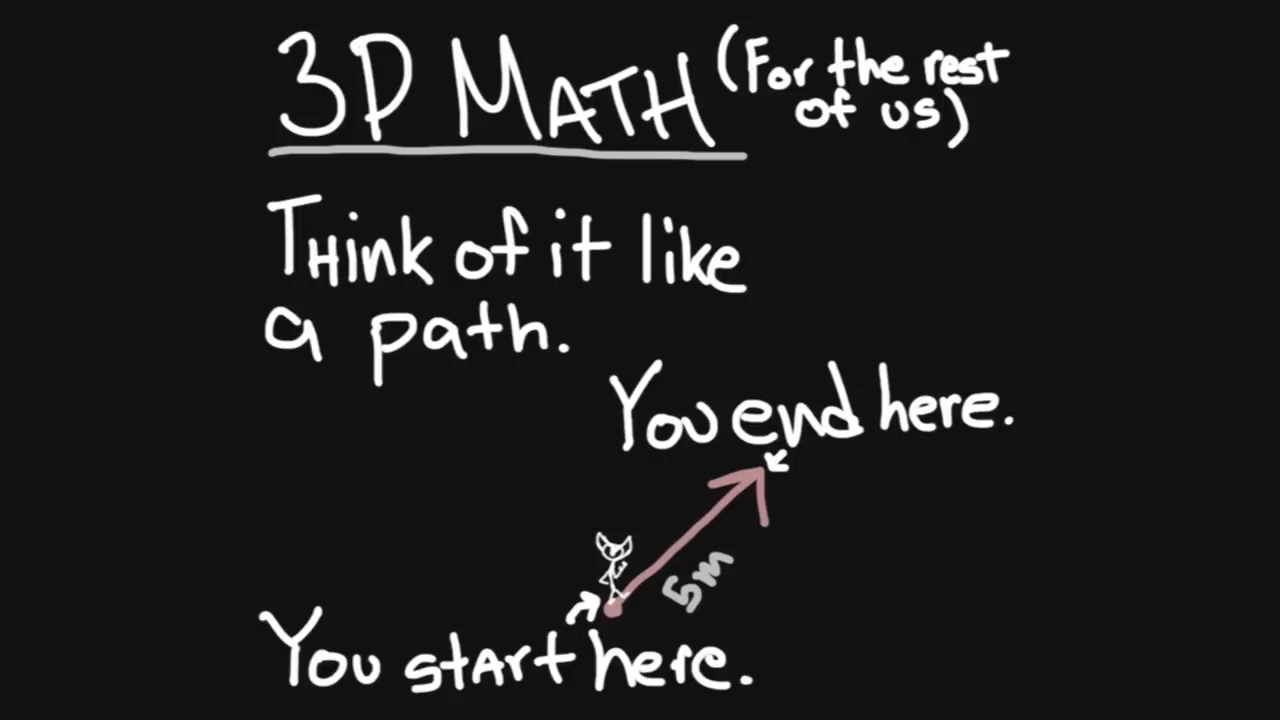 3D MATH (For the rest
of us)
Think of it like
a path.
You end here.
5m
You start here.